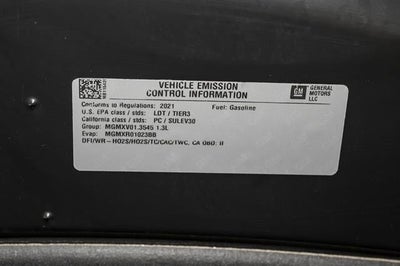 VEHICLE EMISSION
CONTROL INFORMATION
GM GENERAL
MOTORS
LLC
Conforms to Regulations: 2021 Fuel: Gasoline
U.S. EPA class / stds: LDT / TIER3
California class / stds: PC / SULEV30
Group: MGMXV01.3545 1.3L
Evap: MGMXR01023BB
DFI/WR-HO2S/HO2S/TC/CAC/TWC, CA OBD: II